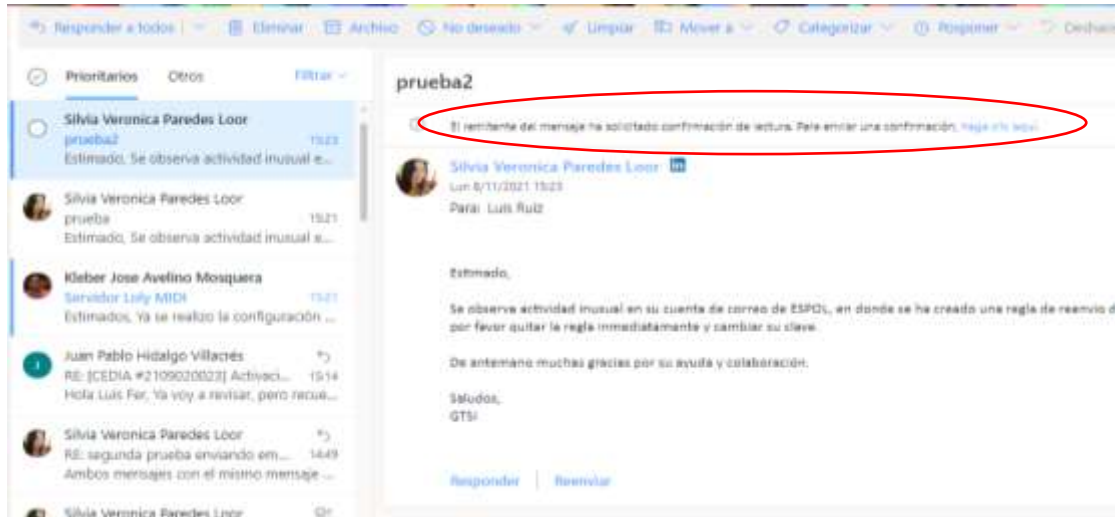 Responder a todos
Eliminar
Archivo
No deseado
Limpiar
Mover a
Categorizar
Posponer
Deshace
Prioritarios
Otros
Filtrar
Silvia Veronica Paredes Loor
prueba2
15:23
Estimado, Se observa actividad inusual e...
Silvia Veronica Paredes Loor
prueba
15:21
Estimado, Se observa actividad inusual e...
Kleber Jose Avelino Mosquera
Servidor Loly MIDI
15:21
Estimados, Ya se realizo la configuración ...
J
Juan Pablo Hidalgo Villacrés
RE: [CEDIA #2109020023] Activaci...
15:14
Hola Luis Fer, Ya voy a revisar, pero recue...
Silvia Veronica Paredes Loor
RE: segunda prueba enviando em...
14:49
Ambos mensajes con el mismo mensaje ...
Silvia Veronica Paredes Loor
prueba2
El remitente del mensaje ha solicitado confirmación de lectura. Para enviar una confirmación, haga clic aquí.
Silvia Veronica Paredes Loor
in
Lun 8/11/2021 15:23
Para: Luis Ruiz
Estimado,
Se observa actividad inusual en su cuenta de correo de ESPOL, en donde se ha creado una regla de reenvío d
por favor quitar la regla inmediatamente y cambiar su clave.
De antemano muchas gracias por su ayuda y colaboración.
Saludos,
GTSI
Responder
Reenviar